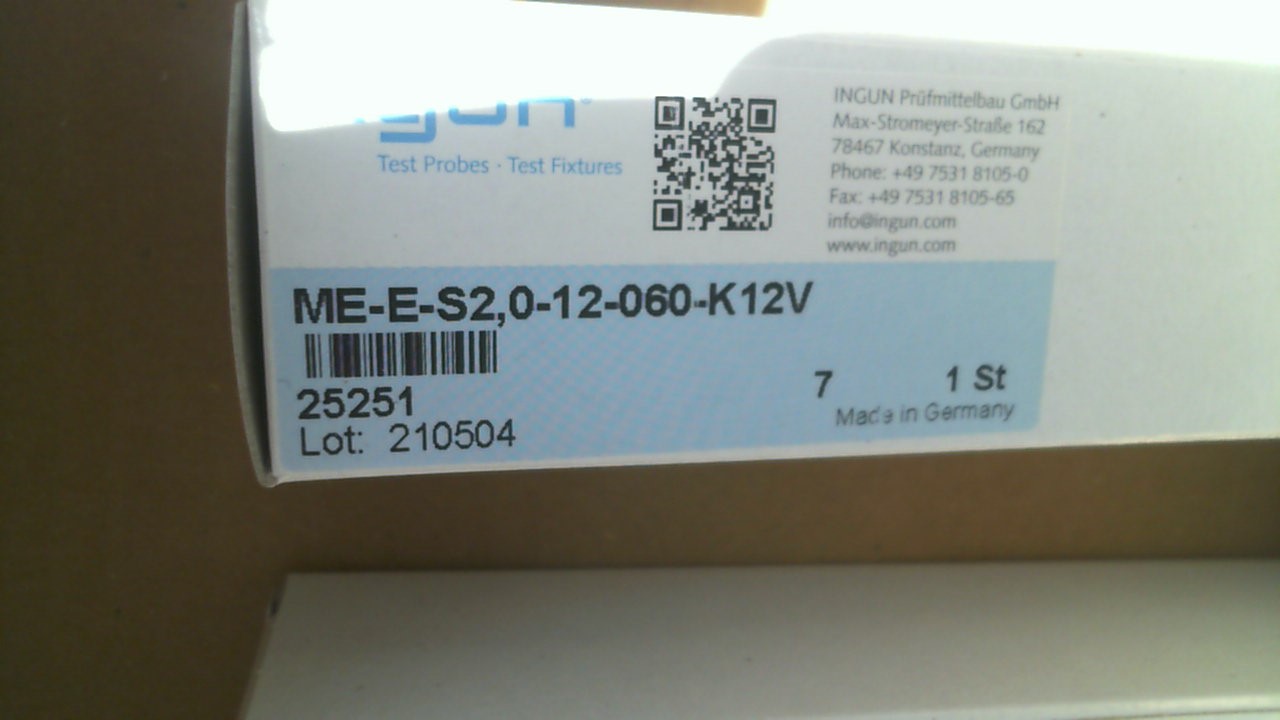 ingun
Test Probes · Test Fixtures
INGUN Prüfmittelbau GmbH
Max-Stromeyer-Straße 162
78467 Konstanz, Germany
Phone: +49 7531 8105-0
Fax: +49 7531 8105-65
info@ingun.com
www.ingun.com
ME-E-S2,0-12-060-K12V
25251
7 1 St
Made in Germany
Lot: 210504